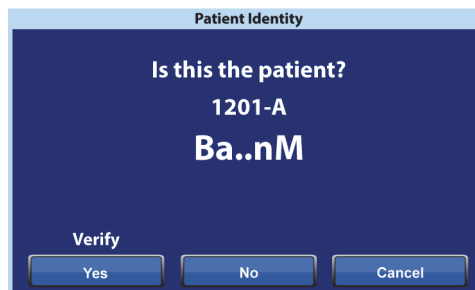 Patient Identity
Is this the patient?
1201-A
Ba..nM
Verify
Yes No Cancel